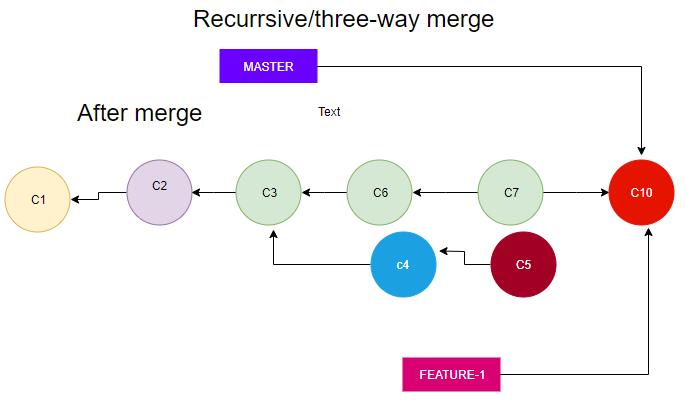 Recurrsive/three-way merge
MASTER
After merge
Text
C1
C2
C3
C6
C7
C10
c4
C5
FEATURE-1